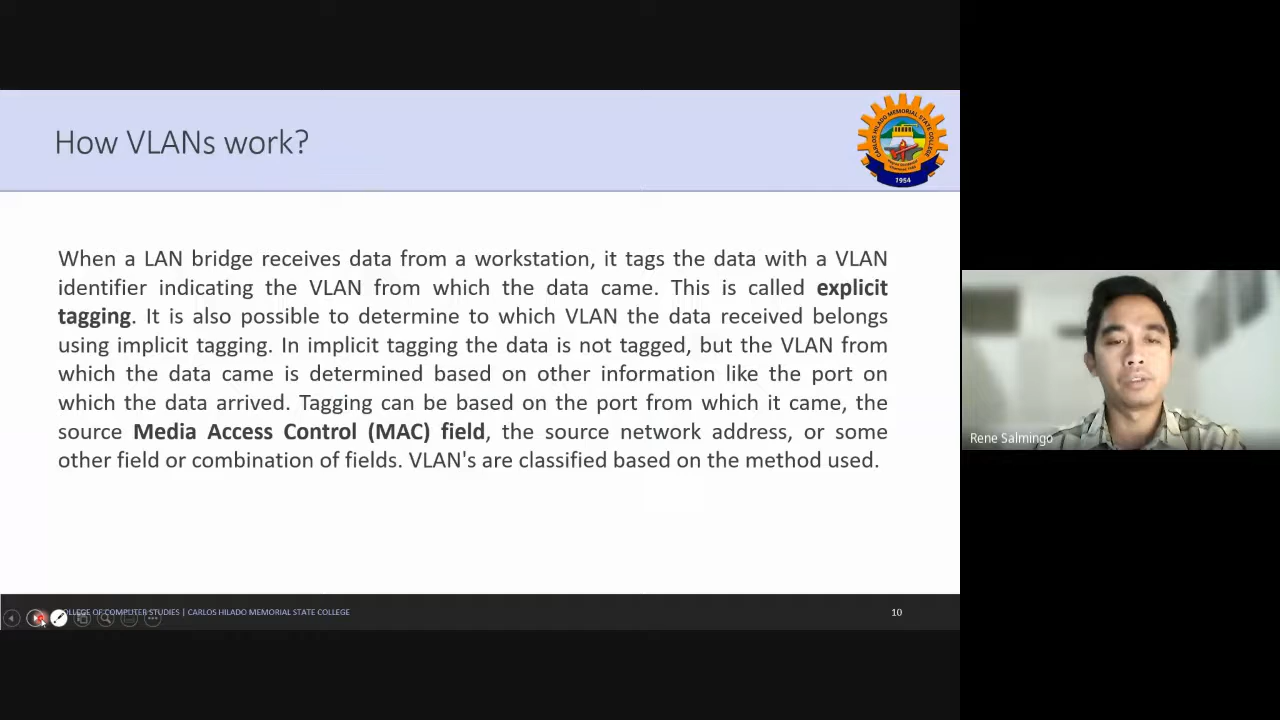 How VLANs work?
CARLOS HILADO MEMORIAL STATE COLLEGE
1954
When a LAN bridge receives data from a workstation, it tags the data with a VLAN
identifier indicating the VLAN from which the data came. This is called explicit
tagging. It is also possible to determine to which VLAN the data received belongs
using implicit tagging. In implicit tagging the data is not tagged, but the VLAN from
which the data came is determined based on other information like the port on
which the data arrived. Tagging can be based on the port from which it came, the
source Media Access Control (MAC) field, the source network address, or some
other field or combination of fields. VLAN's are classified based on the method used.
Rene Salmingo
OLLEGE OF COMPUTER STUDIES | CARLOS HILADO MEMORIAL STATE COLLEGE
10